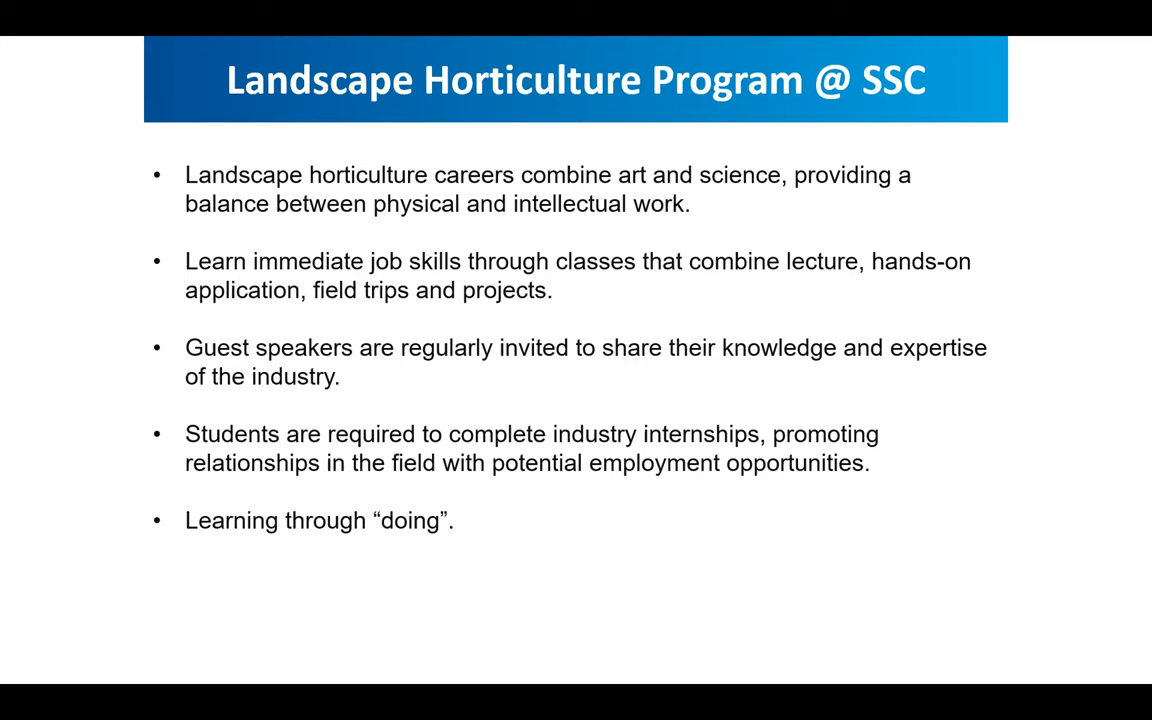 Landscape Horticulture Program @ SSC
• Landscape horticulture careers combine art and science, providing a
balance between physical and intellectual work.
• Learn immediate job skills through classes that combine lecture, hands-on
application, field trips and projects.
• Guest speakers are regularly invited to share their knowledge and expertise
of the industry.
• Students are required to complete industry internships, promoting
relationships in the field with potential employment opportunities.
• Learning through “doing”.